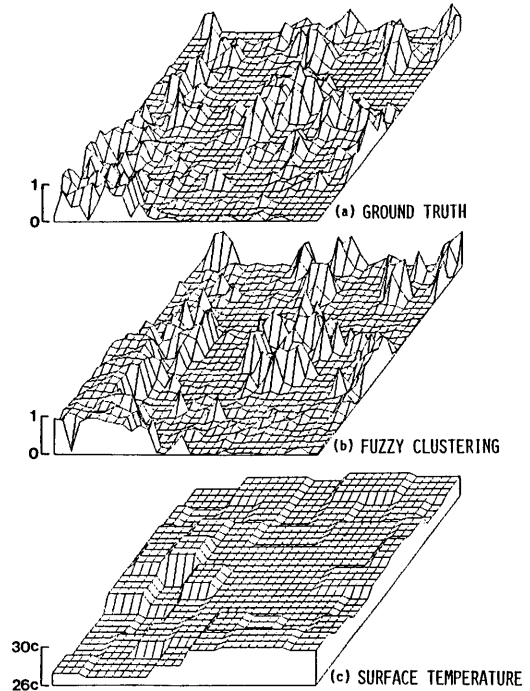 1
0
(a) GROUND TRUTH
1
0
(b) FUZZY CLUSTERING
30c
26c
(c) SURFACE TEMPERATURE